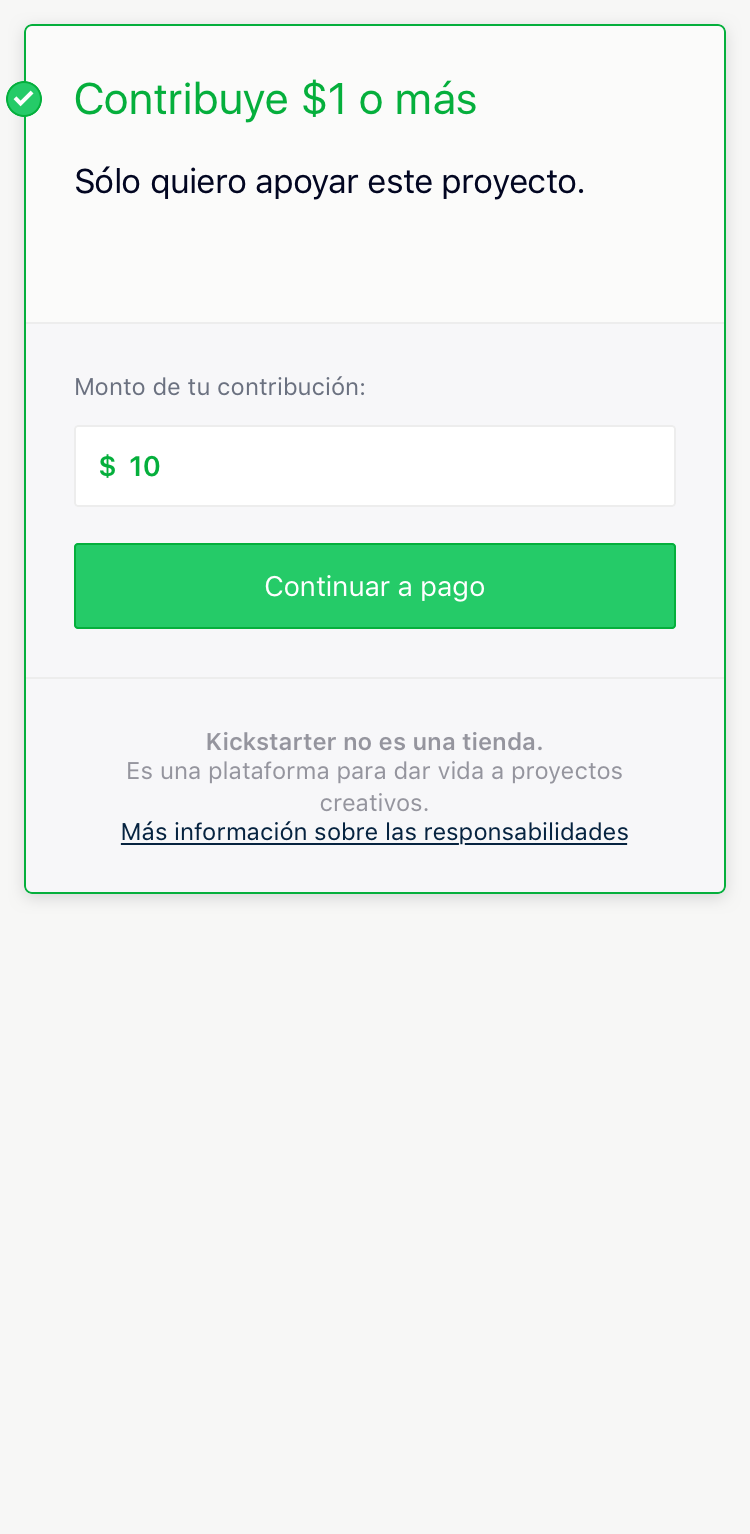 Contribuye $1 o más
Sólo quiero apoyar este proyecto.
Monto de tu contribución:
$ 10
Continuar a pago
Kickstarter no es una tienda.
Es una plataforma para dar vida a proyectos
creativos.
Más información sobre las responsabilidades